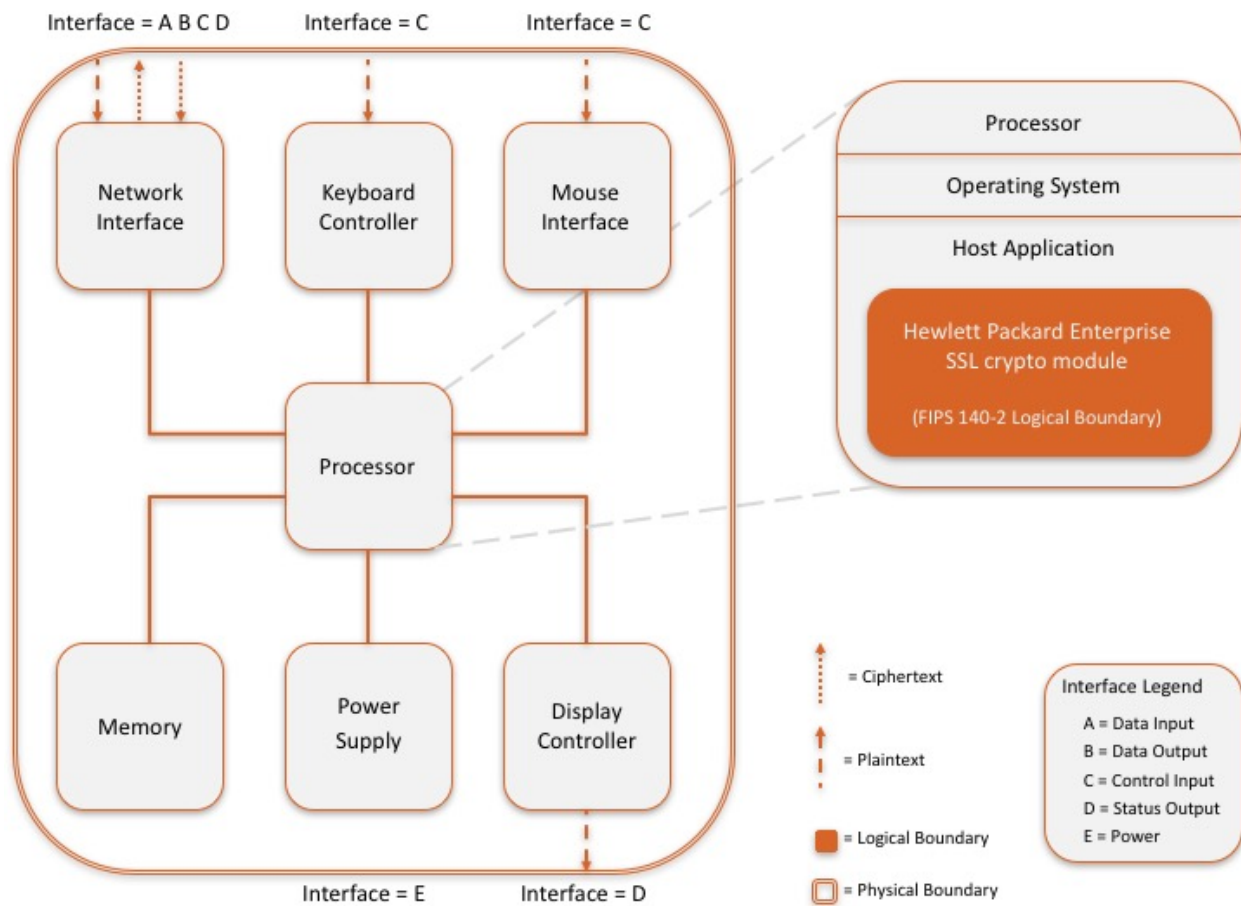 Interface = A B C D
Interface = C
Interface = C
Network
Interface
Keyboard
Controller
Mouse
Interface
Processor
Memory
Power
Supply
Display
Controller
Interface = E
Interface = D
Processor
Operating System
Host Application
Hewlett Packard Enterprise
SSL crypto module
(FIPS 140-2 Logical Boundary)
= Ciphertext
= Plaintext
= Logical Boundary
= Physical Boundary
Interface Legend
A = Data Input
B = Data Output
C = Control Input
D = Status Output
E = Power